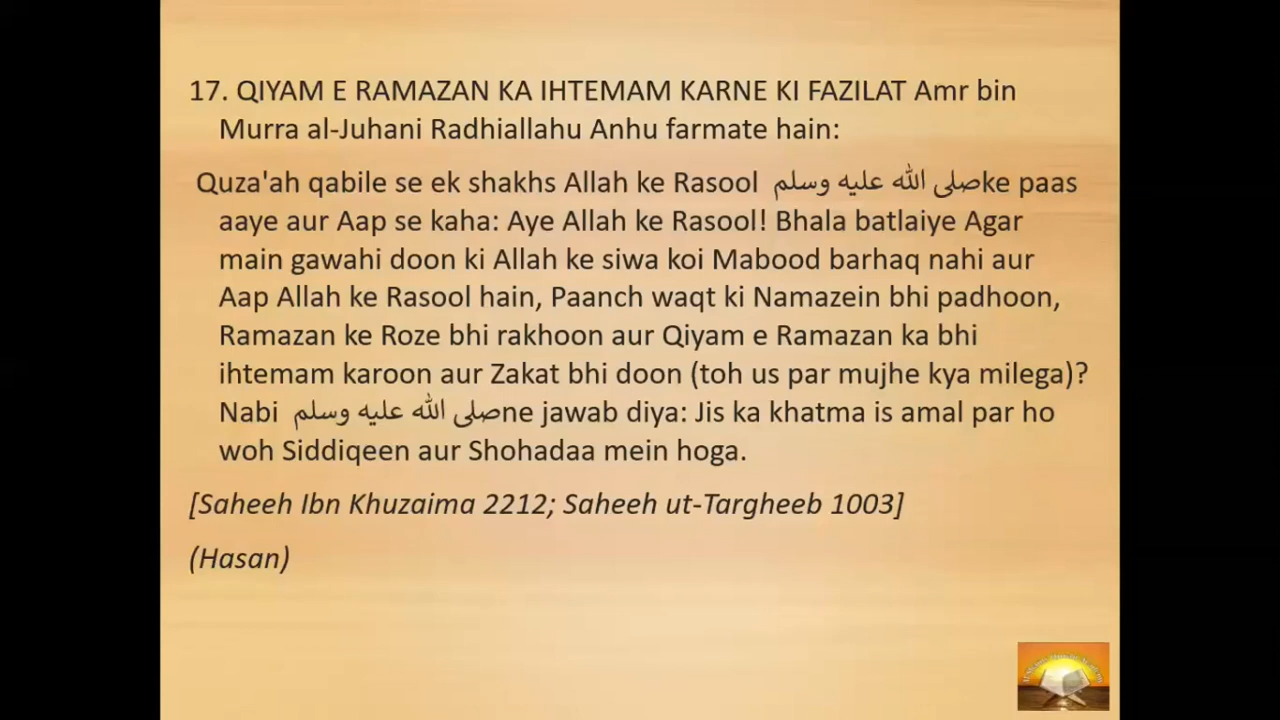 17. QIYAM E RAMAZAN KA IHTEMAM KARNE KI FAZILAT Amr bin
Murra al-Juhani Radhiallahu Anhu farmate hain:
Quza'ah qabile se ek shakhs Allah ke Rasool صلى الله عليه وسلم ke paas
aaye aur Aap se kaha: Aye Allah ke Rasool! Bhala batlaiye Agar
main gawahi doon ki Allah ke siwa koi Mabood barhaq nahi aur
Aap Allah ke Rasool hain, Paanch waqt ki Namazein bhi padhoon,
Ramazan ke Roze bhi rakhoon aur Qiyam e Ramazan ka bhi
ihtemam karoon aur Zakat bhi doon (toh us par mujhe kya milega)?
Nabi صلى الله عليه وسلم ne jawab diya: Jis ka khatma is amal par ho
woh Siddiqeen aur Shohadaa mein hoga.
[Saheeh Ibn Khuzaima 2212; Saheeh ut-Targheeb 1003]
(Hasan)